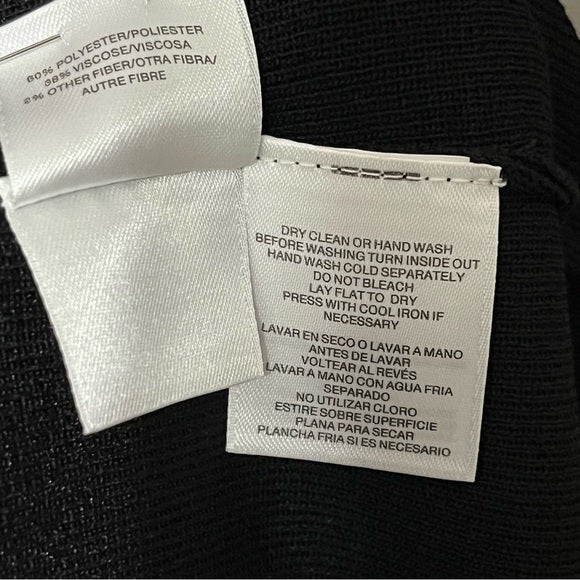 60% POLYESTER/POLIESTER
38% VISCOSE/VISCOSA
2% OTHER FIBER/OTRA FIBRA/
AUTRE FIBRE
DRY CLEAN OR HAND WASH
BEFORE WASHING TURN INSIDE OUT
HAND WASH COLD SEPARATELY
DO NOT BLEACH
LAY FLAT TO DRY
PRESS WITH COOL IRON IF
NECESSARY
LAVAR EN SECO O LAVAR A MANO
ANTES DE LAVAR
VOLTEAR AL REVÉS
LAVAR A MANO CON AGUA FRIA
SEPARADO
NO UTILIZAR CLORO
ESTIRE SOBRE SUPERFICIE
PLANA PARA SECAR
PLANCHA FRIA SI ES NECESARIO